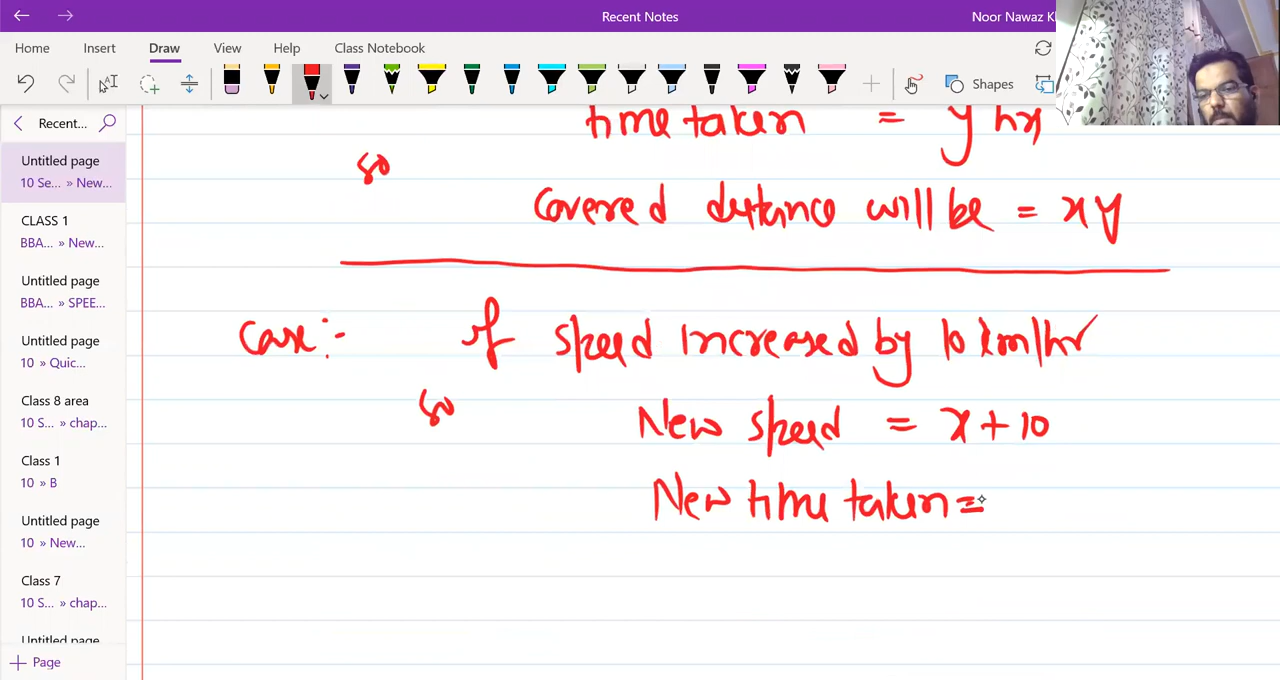 Recent Notes
Noor Nawaz Kh
Home Insert Draw View Help Class Notebook
Shapes
Recent...
Untitled page
10 Se... » New...
CLASS 1
BBA... » New...
Untitled page
BBA... » SPEE...
Untitled page
10 » Quic...
Class 8 area
10 S... » chap...
Class 1
10 » B
Untitled page
10 » New...
Class 7
10 S... » chap...
Untitled page
+ Page
time taken = y hr
so
Covered distance will be = xy
Case:- if speed increased by 10 km/hr
so
New speed = x + 10
New time taken =